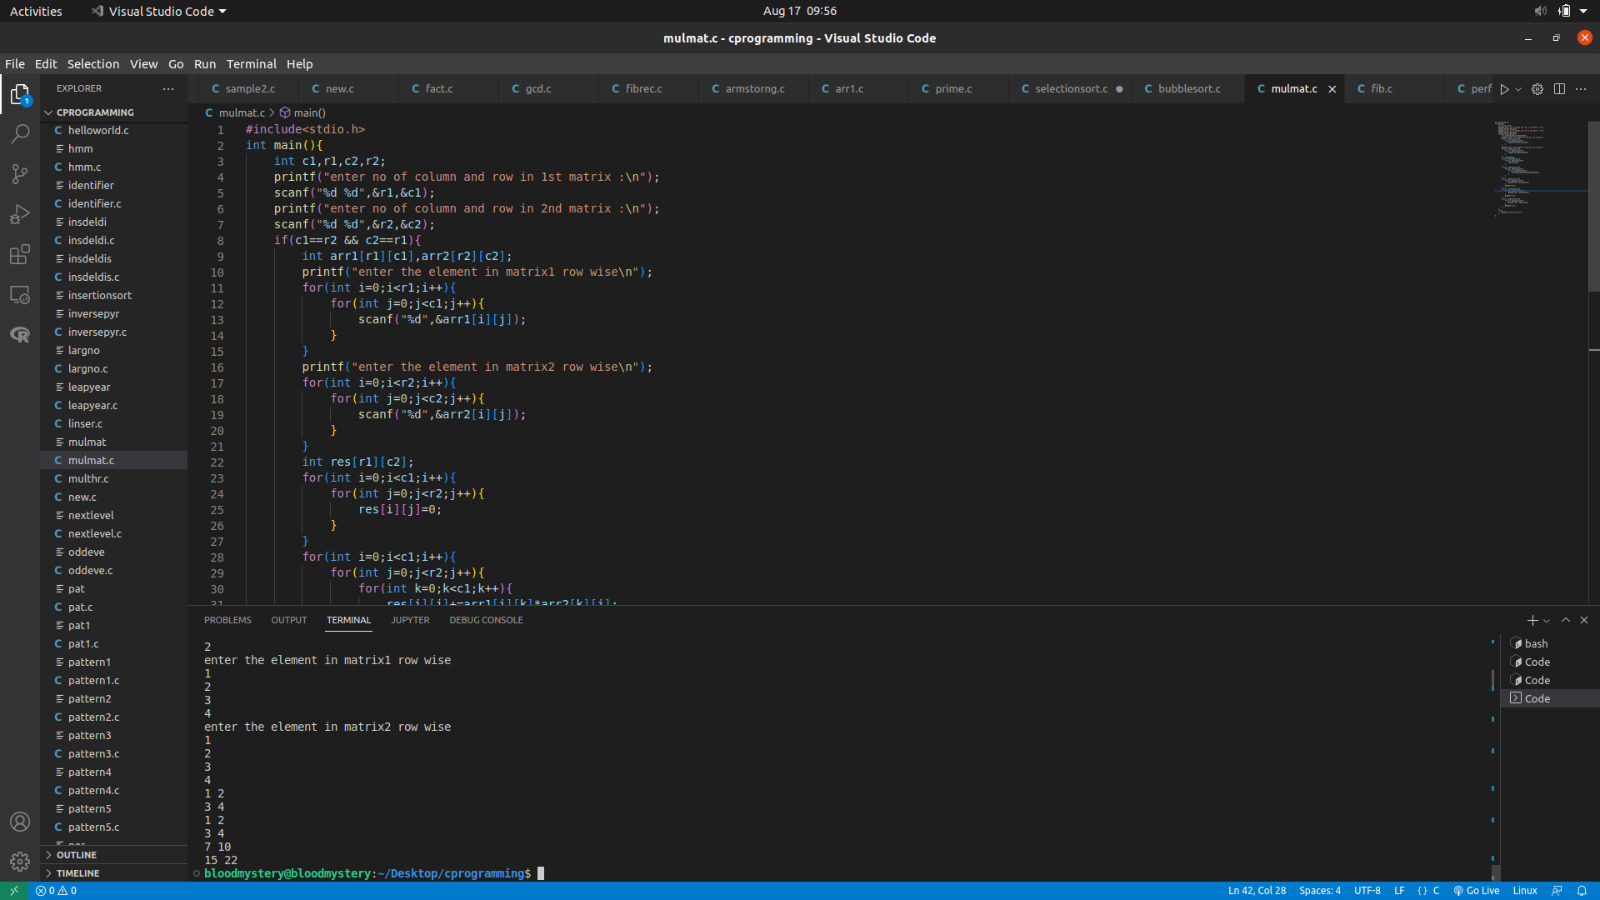 Activities Visual Studio Code Aug 17 09:56
mulmat.c - cprogramming - Visual Studio Code
File Edit Selection View Go Run Terminal Help
EXPLORER
CPROGRAMMING
helloworld.c
hmm
hmm.c
identifier
identifier.c
insdeldi
insdeldi.c
insdeldis
insdeldis.c
insertionsort
inversepyr
inversepyr.c
largno
largno.c
leapyear
leapyear.c
linser.c
mulmat
mulmat.c
multhr.c
new.c
nextlevel
nextlevel.c
oddeve
oddeve.c
pat
pat.c
pat1
pat1.c
pattern1
pattern1.c
pattern2
pattern2.c
pattern3
pattern3.c
pattern4
pattern4.c
pattern5
pattern5.c
OUTLINE
TIMELINE
sample2.c new.c fact.c gcd.c fibrec.c armstorng.c arr1.c prime.c selectionsort.c bubblesort.c mulmat.c fib.c perf
mulmat.c > main()
1 #include<stdio.h>
2 int main(){
3 int c1,r1,c2,r2;
4 printf("enter no of column and row in 1st matrix :\n");
5 scanf("%d %d",&r1,&c1);
6 printf("enter no of column and row in 2nd matrix :\n");
7 scanf("%d %d",&r2,&c2);
8 if(c1==r2 && c2==r1){
9 int arr1[r1][c1],arr2[r2][c2];
10 printf("enter the element in matrix1 row wise\n");
11 for(int i=0;i<r1;i++){
12 for(int j=0;j<c1;j++){
13 scanf("%d",&arr1[i][j]);
14 }
15 }
16 printf("enter the element in matrix2 row wise\n");
17 for(int i=0;i<r2;i++){
18 for(int j=0;j<c2;j++){
19 scanf("%d",&arr2[i][j]);
20 }
21 }
22 int res[r1][c2];
23 for(int i=0;i<c1;i++){
24 for(int j=0;j<r2;j++){
25 res[i][j]=0;
26 }
27 }
28 for(int i=0;i<c1;i++){
29 for(int j=0;j<r2;j++){
30 for(int k=0;k<c1;k++){
31 res[i][j]+=arr1[i][k]*arr2[k][j];
PROBLEMS OUTPUT TERMINAL JUPYTER DEBUG CONSOLE
2
enter the element in matrix1 row wise
1
2
3
4
enter the element in matrix2 row wise
1
2
3
4
1 2
3 4
1 2
3 4
7 10
15 22
bloodmystery@bloodmystery:~/Desktop/cprogramming$
bash
Code
Code
Code
0 0 Ln 42, Col 28 Spaces: 4 UTF-8 LF {} C Go Live Linux